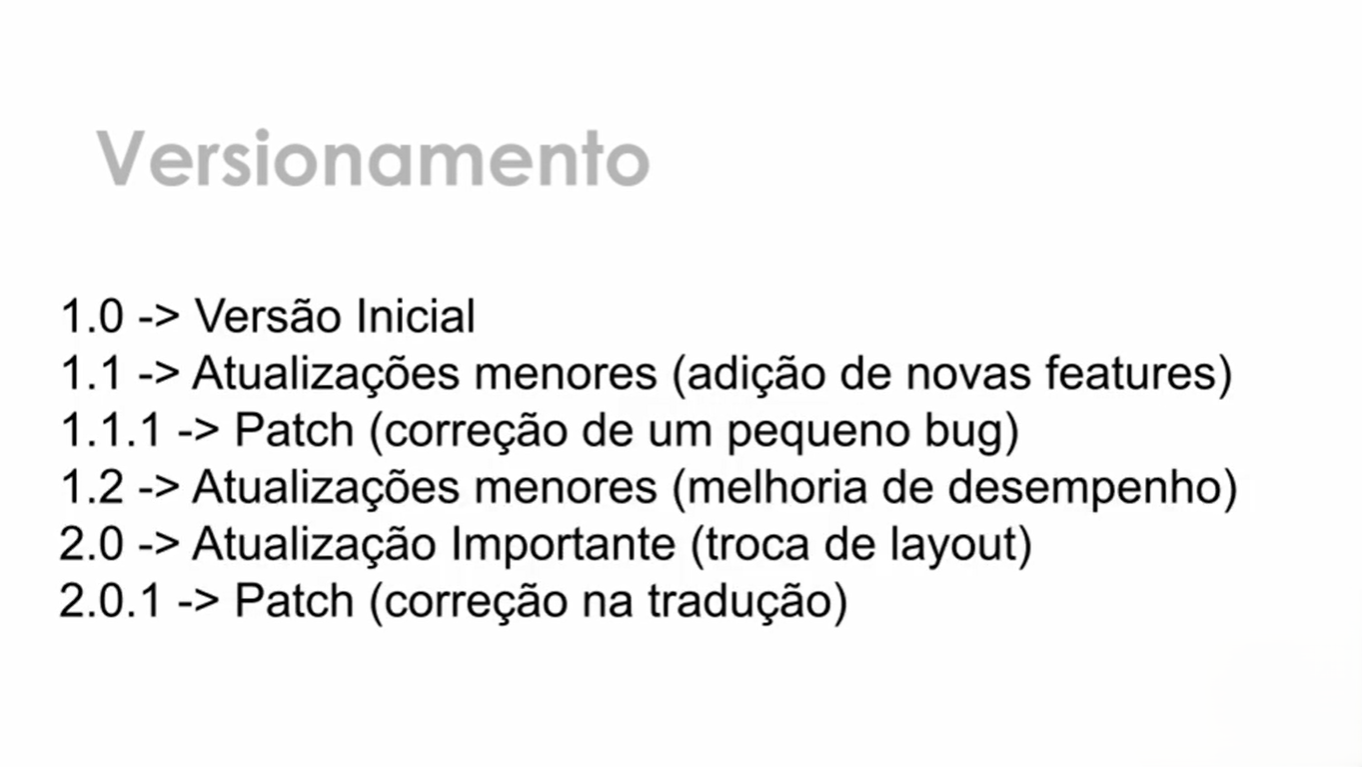 Versionamento
1.0 -> Versão Inicial
1.1 -> Atualizações menores (adição de novas features)
1.1.1 -> Patch (correção de um pequeno bug)
1.2 -> Atualizações menores (melhoria de desempenho)
2.0 -> Atualização Importante (troca de layout)
2.0.1 -> Patch (correção na tradução)